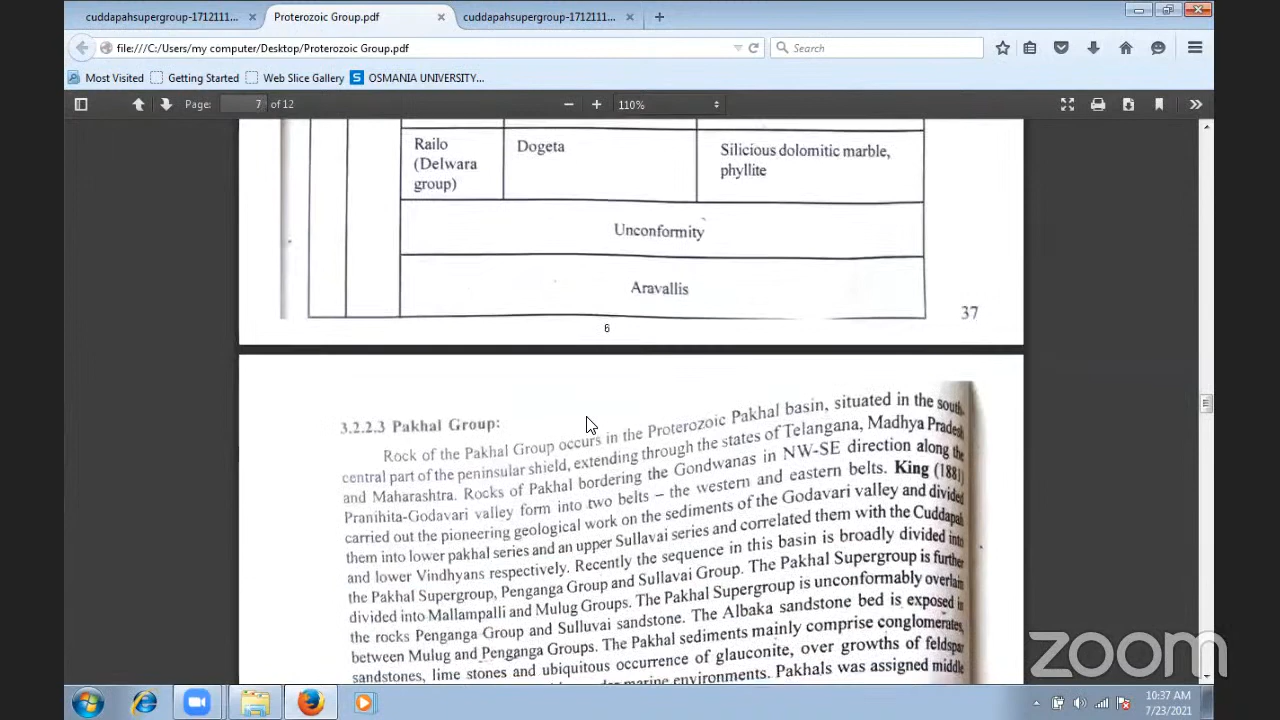 cuddapahsupergroup-1712111...
Proterozoic Group.pdf
cuddapahsupergroup-1712111...
file:///C:/Users/my computer/Desktop/Proterozoic Group.pdf
Search
Most Visited
Getting Started
Web Slice Gallery
OSMANIA UNIVERSITY...
Page: 7 of 12
110%
Railo
(Delwara
group)
Dogeta
Silicious dolomitic marble,
phyllite
Unconformity
Aravallis
37
6
3.2.2.3 Pakhal Group:
Rock of the Pakhal Group occurs in the Proterozoic Pakhal basin, situated in the south
central part of the peninsular shield, extending through the states of Telangana, Madhya Pradesh
and Maharashtra. Rocks of Pakhal bordering the Gondwanas in NW-SE direction along the
Pranihita-Godavari valley form into two belts – the western and eastern belts. King (1881)
carried out the pioneering geological work on the sediments of the Godavari valley and divided
them into lower pakhal series and an upper Sullavai series and correlated them with the Cuddapah
and lower Vindhyans respectively. Recently the sequence in this basin is broadly divided into
the Pakhal Supergroup, Penganga Group and Sullavai Group. The Pakhal Supergroup is further
divided into Mallampalli and Mulug Groups. The Pakhal Supergroup is unconformably overlain
the rocks Penganga Group and Sulluvai sandstone. The Albaka sandstone bed is exposed in
between Mulug and Penganga Groups. The Pakhal sediments mainly comprise conglomerates,
sandstones, lime stones and ubiquitous occurrence of glauconite, over growths of feldspar
marine environments. Pakhals was assigned middle
zoom
10:37 AM
7/23/2021